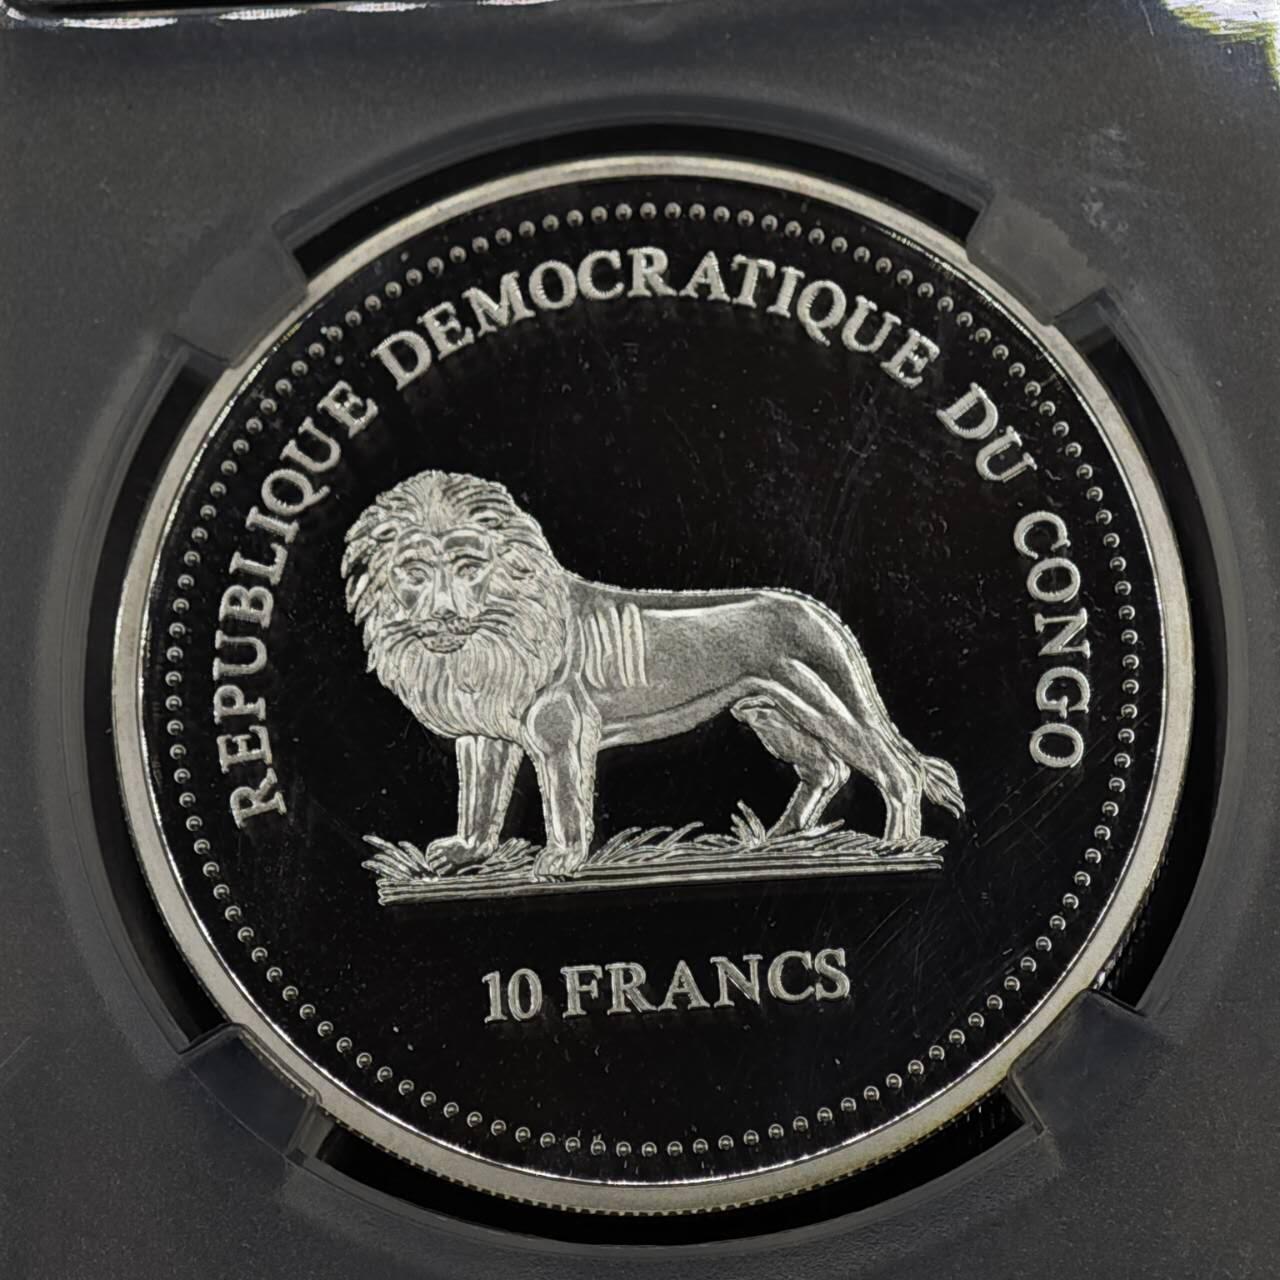 REPUBLIQUE DEMOCRATIQUE DU CONGO
10 FRANCS